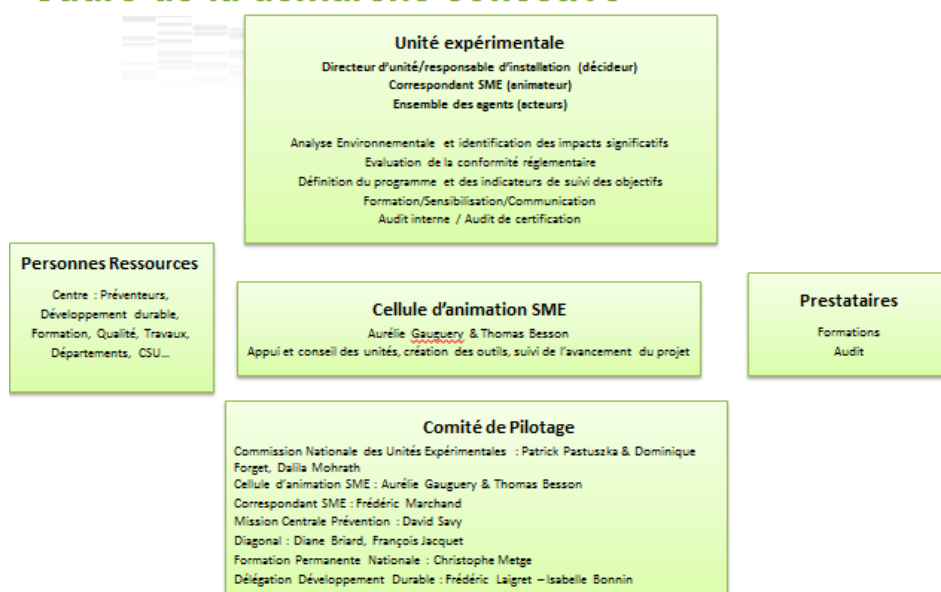 Unité expérimentale
Directeur d'unité/responsable d'installation (décideur)
Correspondant SME (animateur)
Ensemble des agents (acteurs)
Analyse Environnementale et identification des impacts significatifs
Evaluation de la conformité réglementaire
Définition du programme et des indicateurs de suivi des objectifs
Formation/Sensibilisation/Communication
Audit interne / Audit de certification
Personnes Ressources
Centre : Préventeurs,
Développement durable,
Formation, Qualité, Travaux,
Départements, CSU...
Cellule d'animation SME
Aurélie Gauguery & Thomas Besson
Appui et conseil des unités, création des outils, suivi de l'avancement du projet
Prestataires
Formations
Audit
Comité de Pilotage
Commission Nationale des Unités Expérimentales : Patrick Pastuszka & Dominique
Forget, Dalila Mohrath
Cellule d'animation SME : Aurélie Gauguery & Thomas Besson
Correspondant SME : Frédéric Marchand
Mission Centrale Prévention : David Savy
Diagonal : Diane Briard, François Jacquet
Formation Permanente Nationale : Christophe Metge
Délégation Développement Durable : Frédéric Laigret – Isabelle Bonnin